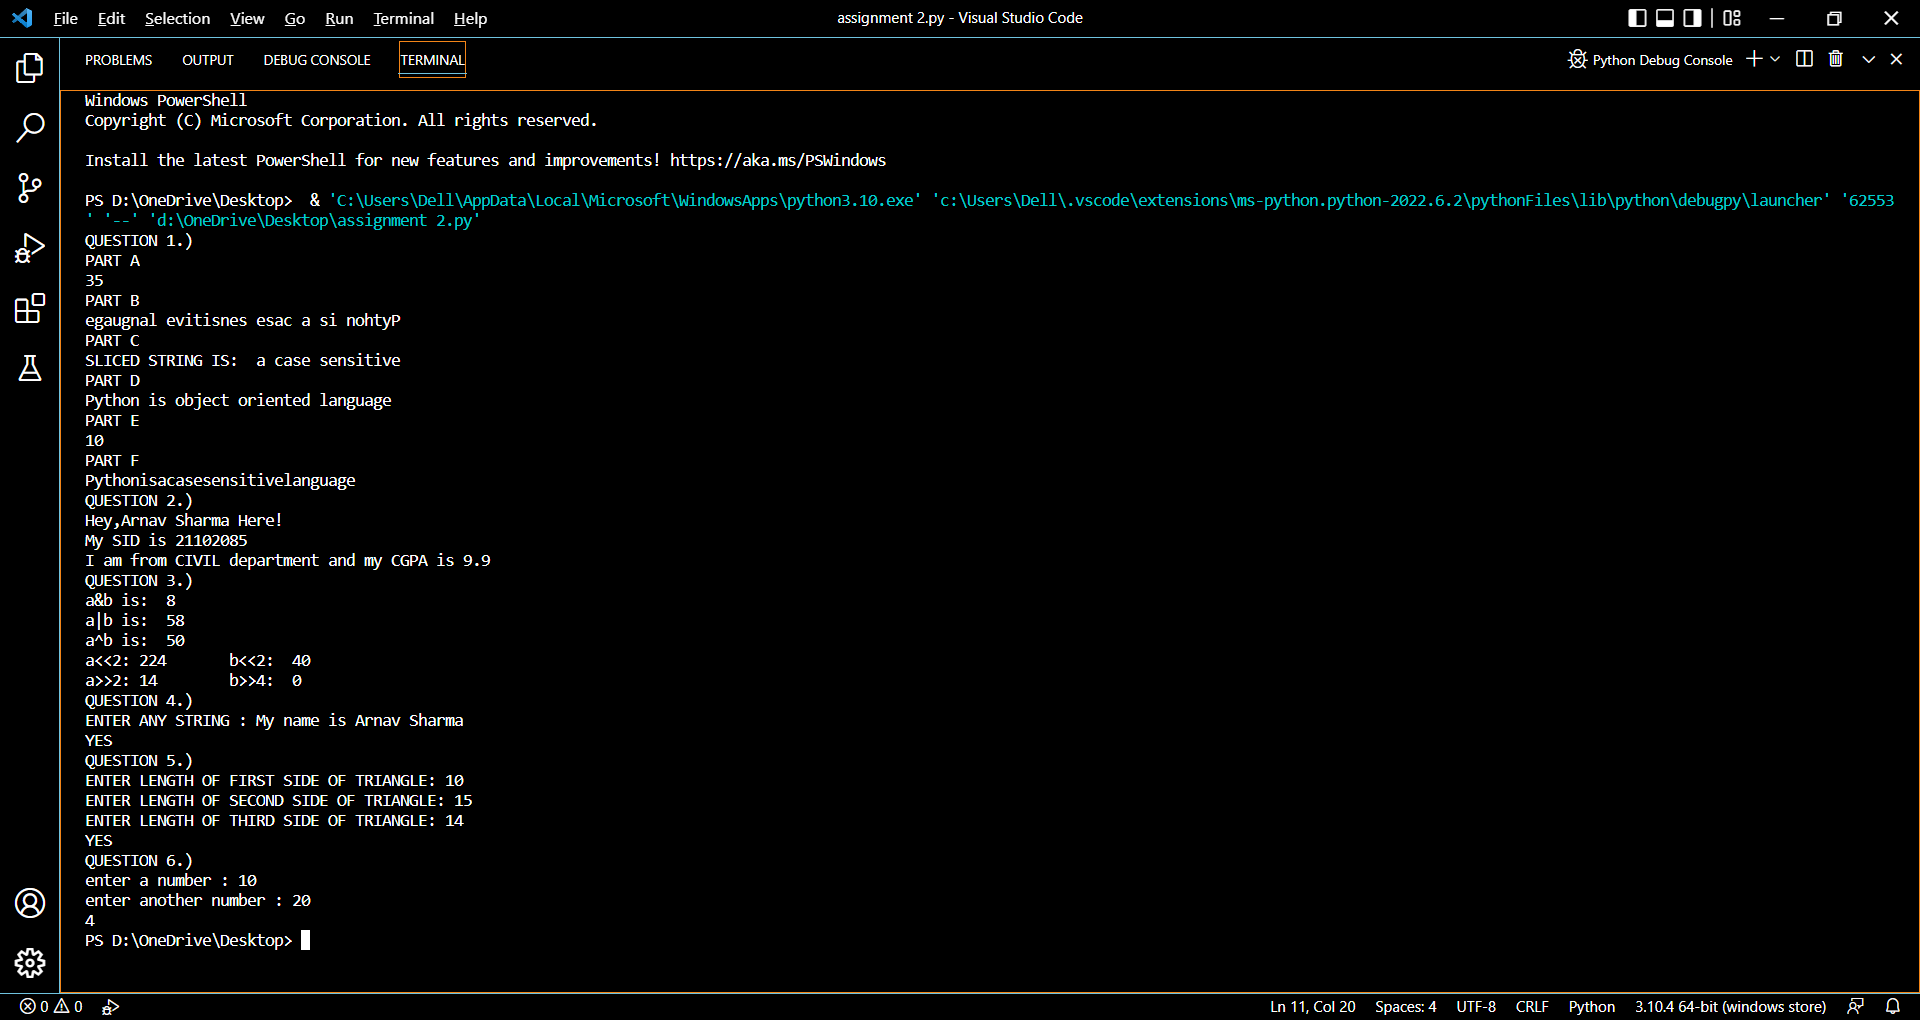 File Edit Selection View Go Run Terminal Help assignment 2.py - Visual Studio Code
PROBLEMS OUTPUT DEBUG CONSOLE TERMINAL Python Debug Console
Windows PowerShell
Copyright (C) Microsoft Corporation. All rights reserved.
Install the latest PowerShell for new features and improvements! https://aka.ms/PSWindows
PS D:\OneDrive\Desktop>  & 'C:\Users\Dell\AppData\Local\Microsoft\WindowsApps\python3.10.exe' 'c:\Users\Dell\.vscode\extensions\ms-python.python-2022.6.2\pythonFiles\lib\python\debugpy\launcher' '62553
' '--' 'd:\OneDrive\Desktop\assignment 2.py'
QUESTION 1.)
PART A
35
PART B
egaugnal evitisnes esac a si nohtyP
PART C
SLICED STRING IS:  a case sensitive
PART D
Python is object oriented language
PART E
10
PART F
Pythonisacasesensitivelanguage
QUESTION 2.)
Hey,Arnav Sharma Here!
My SID is 21102085
I am from CIVIL department and my CGPA is 9.9
QUESTION 3.)
a&b is:  8
a|b is:  58
a^b is:  50
a<<2: 224       b<<2:  40
a>>2: 14        b>>4:  0
QUESTION 4.)
ENTER ANY STRING : My name is Arnav Sharma
YES
QUESTION 5.)
ENTER LENGTH OF FIRST SIDE OF TRIANGLE: 10
ENTER LENGTH OF SECOND SIDE OF TRIANGLE: 15
ENTER LENGTH OF THIRD SIDE OF TRIANGLE: 14
YES
QUESTION 6.)
enter a number : 10
enter another number : 20
4
PS D:\OneDrive\Desktop>
0 0 Ln 11, Col 20 Spaces: 4 UTF-8 CRLF Python 3.10.4 64-bit (windows store)